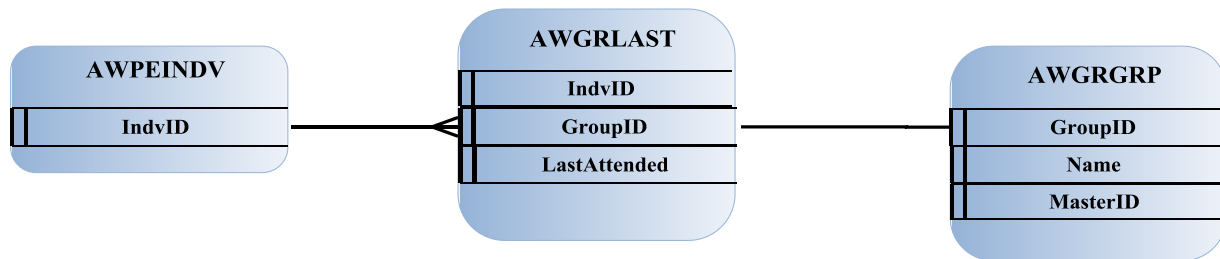 AWPEINDV
IndvID
AWGRLAST
IndvID
GroupID
LastAttended
AWGRGRP
GroupID
Name
MasterID